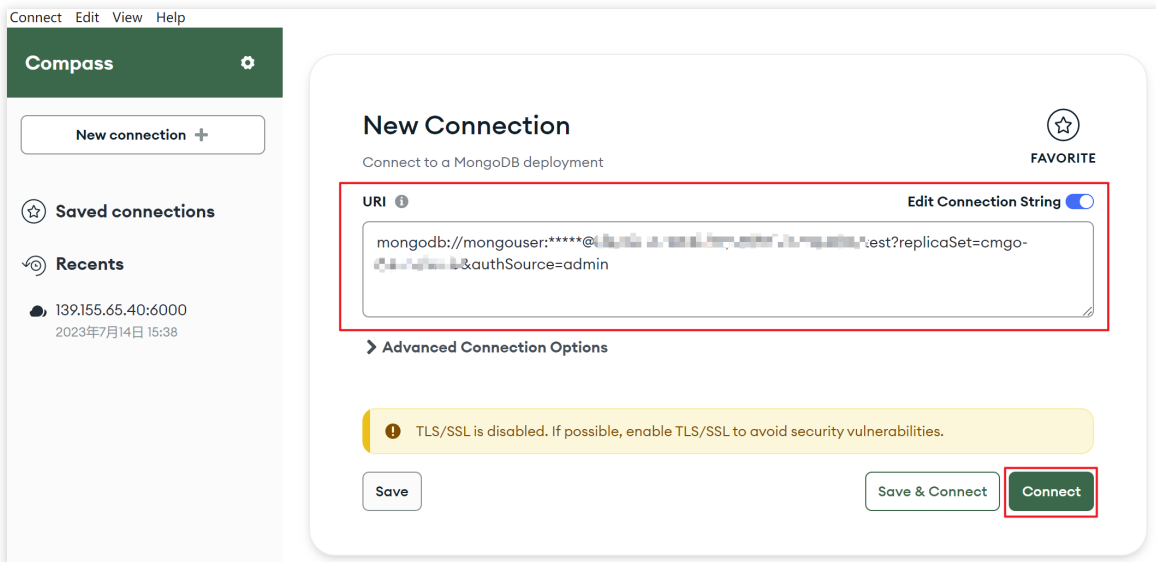 Connect Edit View Help
Compass
New connection
Saved connections
Recents
139.155.65.40:6000
2023年7月14日 15:38
New Connection
Connect to a MongoDB deployment
FAVORITE
URI
Edit Connection String
mongodb://mongouser:*****@ est?replicaSet=cmgo-
&authSource=admin
Advanced Connection Options
TLS/SSL is disabled. If possible, enable TLS/SSL to avoid security vulnerabilities.
Save
Save & Connect
Connect